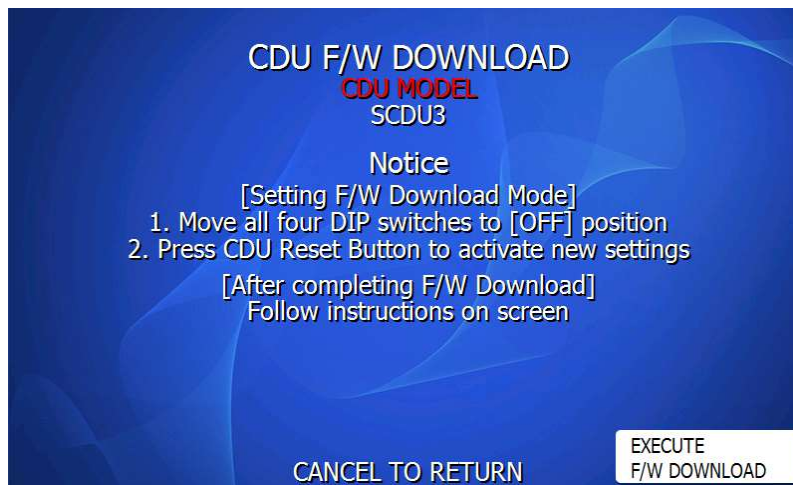 CDU F/W DOWNLOAD
CDU MODEL
SCDU3
Notice
[Setting F/W Download Mode]
1. Move all four DIP switches to [OFF] position
2. Press CDU Reset Button to activate new settings
[After completing F/W Download]
Follow instructions on screen
CANCEL TO RETURN
EXECUTE
F/W DOWNLOAD